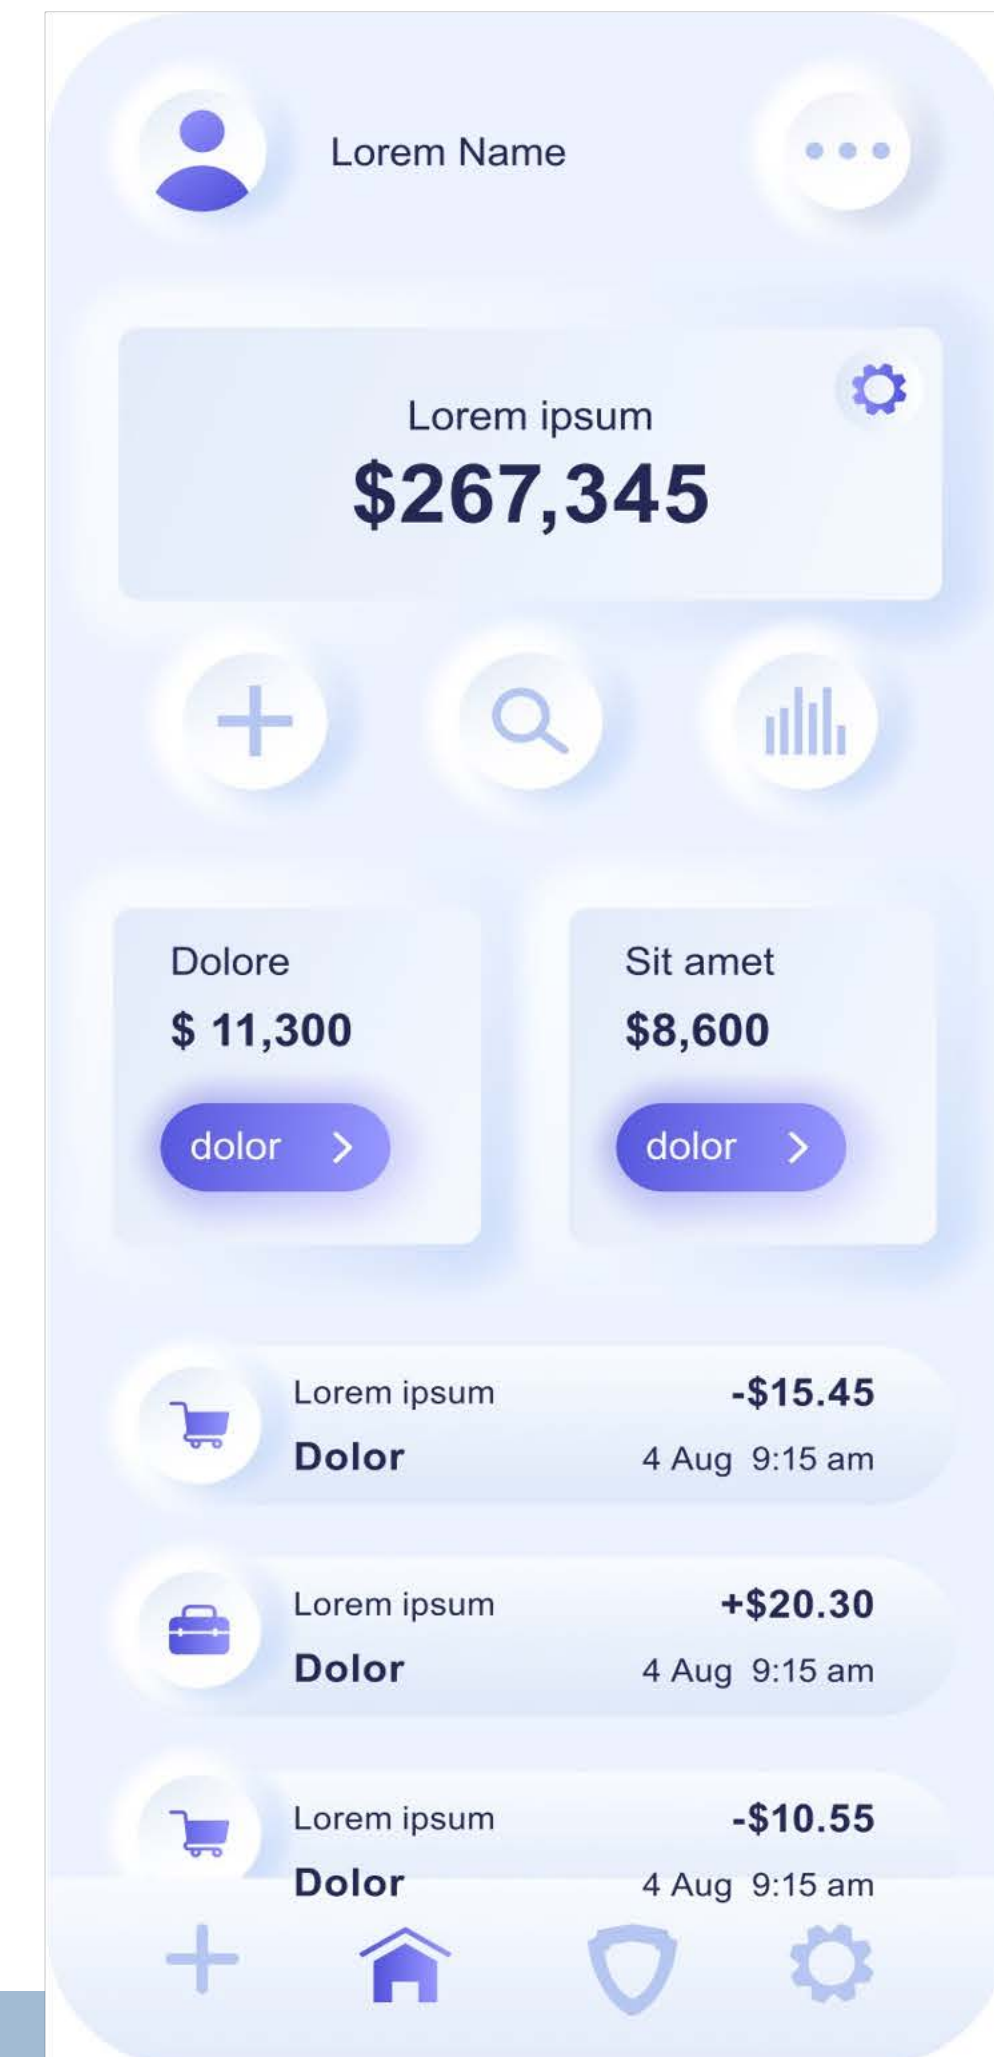 Lorem Name
Lorem ipsum
$267,345
Dolore
$ 11,300
dolor
Sit amet
$8,600
dolor
Lorem ipsum -$15.45
Dolor 4 Aug 9:15 am
Lorem ipsum +$20.30
Dolor 4 Aug 9:15 am
Lorem ipsum -$10.55
Dolor 4 Aug 9:15 am